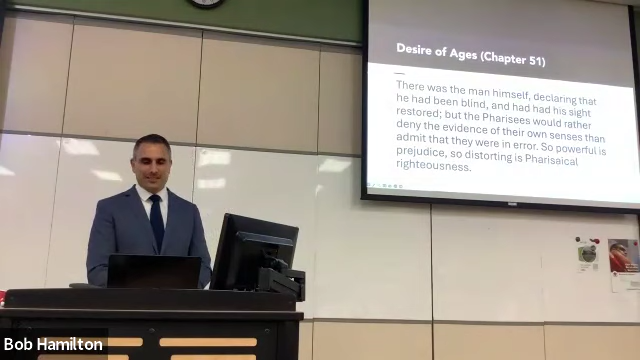 Desire of Ages (Chapter 51)
There was the man himself, declaring that
he had been blind, and had had his sight
restored; but the Pharisees would rather
deny the evidence of their own senses than
admit that they were in error. So powerful is
prejudice, so distorting is Pharisaical
righteousness.
Bob Hamilton